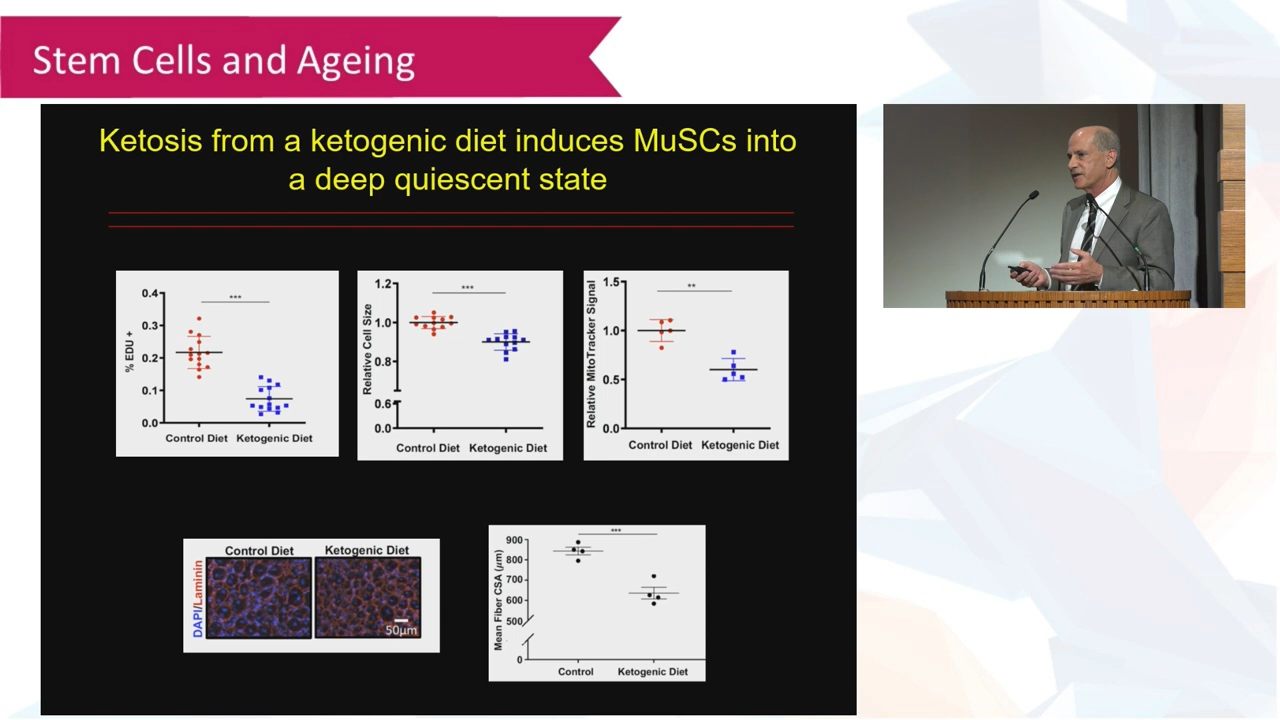 Stem Cells and Ageing
Ketosis from a ketogenic diet induces MuSCs into
a deep quiescent state
% EDU +
0.4
0.3
0.2
0.1
0.0
***
Control Diet Ketogenic Diet
Relative Cell Size
1.2
1.0
0.8
0.6
0.0
***
Control Diet Ketogenic Diet
Relative MitoTracker Signal
1.5
1.0
0.5
0.0
**
Control Diet Ketogenic Diet
Control Diet Ketogenic Diet
DAPI/Laminin
50µm
Mean Fiber CSA (µm)
900
800
700
600
500
0
***
Control Ketogenic Diet